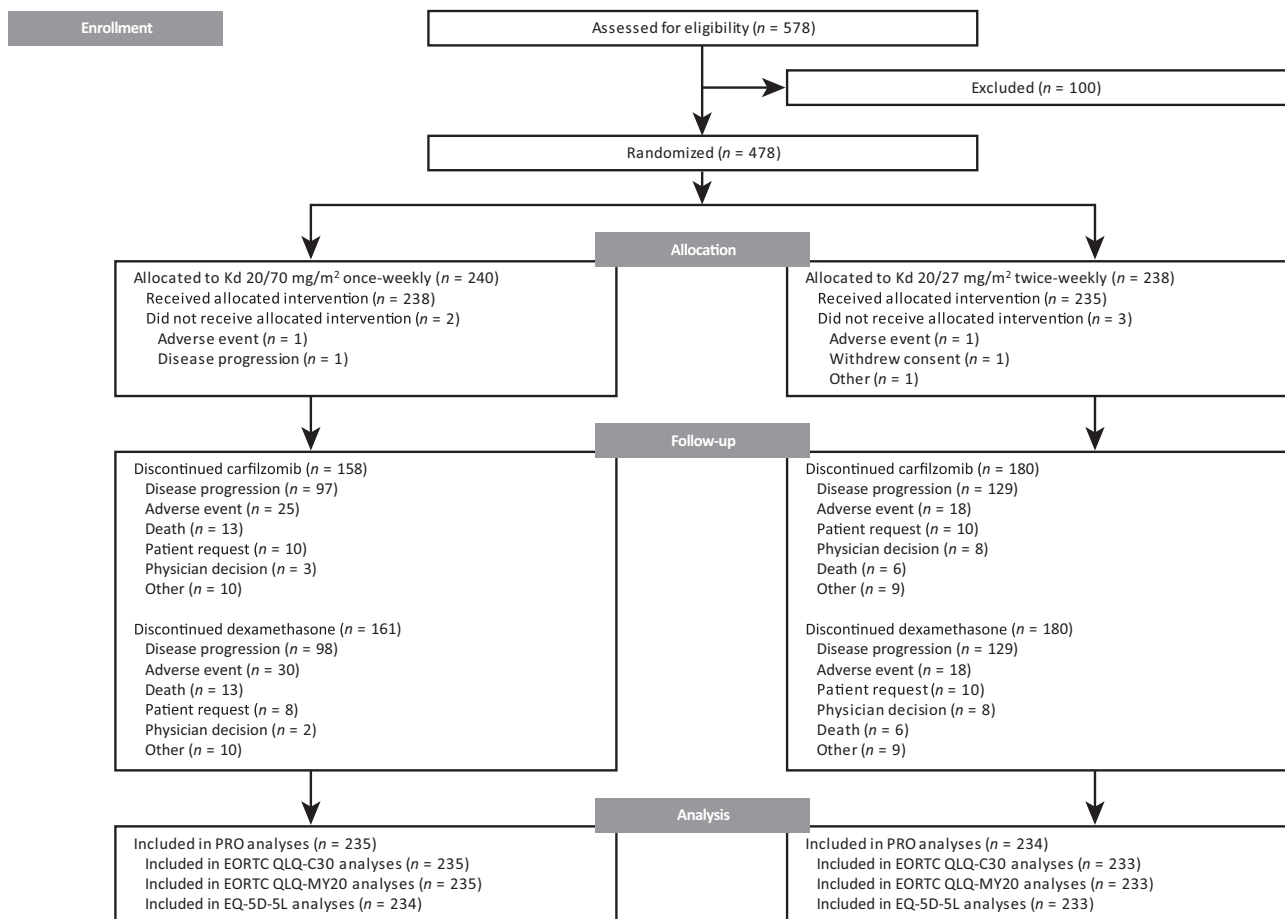 Enrollment
Assessed for eligibility (n = 578)
Excluded (n = 100)
Randomized (n = 478)
Allocation
Allocated to Kd 20/70 mg/m² once-weekly (n = 240)
Received allocated intervention (n = 238)
Did not receive allocated intervention (n = 2)
Adverse event (n = 1)
Disease progression (n = 1)
Allocated to Kd 20/27 mg/m² twice-weekly (n = 238)
Received allocated intervention (n = 235)
Did not receive allocated intervention (n = 3)
Adverse event (n = 1)
Withdrew consent (n = 1)
Other (n = 1)
Follow-up
Discontinued carfilzomib (n = 158)
Disease progression (n = 97)
Adverse event (n = 25)
Death (n = 13)
Patient request (n = 10)
Physician decision (n = 3)
Other (n = 10)
Discontinued dexamethasone (n = 161)
Disease progression (n = 98)
Adverse event (n = 30)
Death (n = 13)
Patient request (n = 8)
Physician decision (n = 2)
Other (n = 10)
Discontinued carfilzomib (n = 180)
Disease progression (n = 129)
Adverse event (n = 18)
Patient request (n = 10)
Physician decision (n = 8)
Death (n = 6)
Other (n = 9)
Discontinued dexamethasone (n = 180)
Disease progression (n = 129)
Adverse event (n = 18)
Patient request (n = 10)
Physician decision (n = 8)
Death (n = 6)
Other (n = 9)
Analysis
Included in PRO analyses (n = 235)
Included in EORTC QLQ-C30 analyses (n = 235)
Included in EORTC QLQ-MY20 analyses (n = 235)
Included in EQ-5D-5L analyses (n = 234)
Included in PRO analyses (n = 234)
Included in EORTC QLQ-C30 analyses (n = 233)
Included in EORTC QLQ-MY20 analyses (n = 233)
Included in EQ-5D-5L analyses (n = 233)